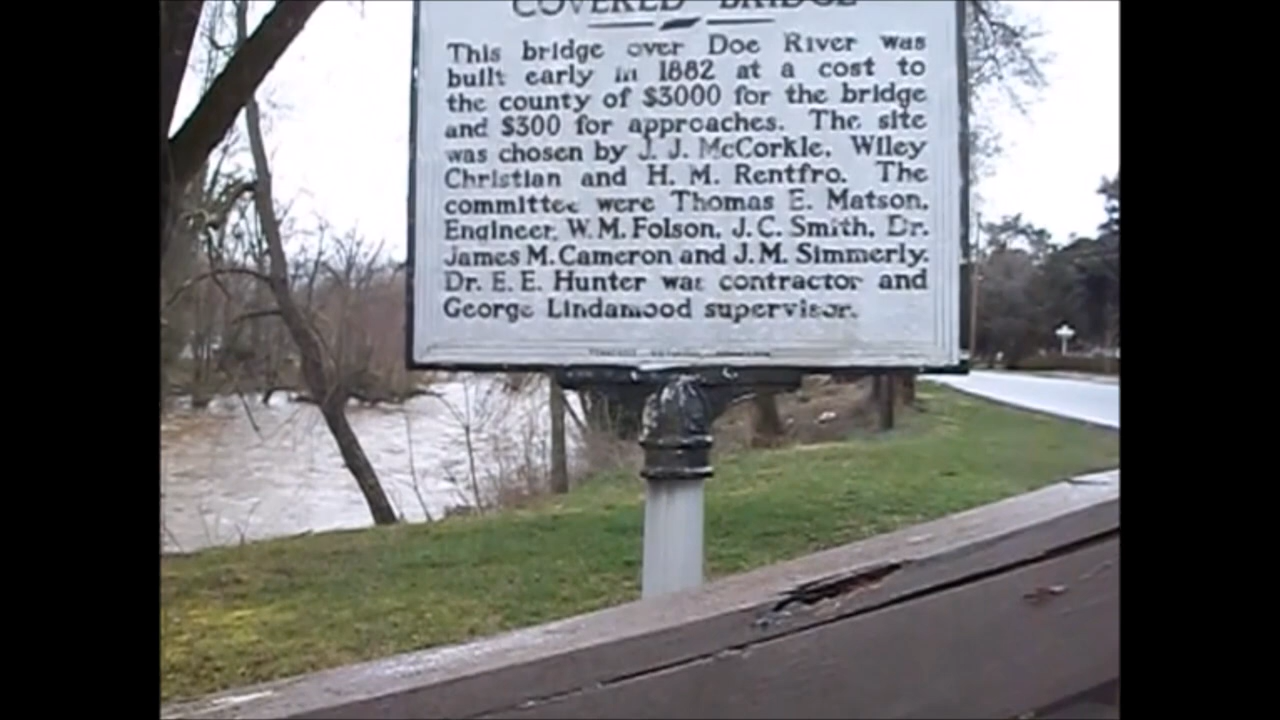 COVERED BRIDGE
This bridge over Doe River was
built early in 1882 at a cost to
the county of $3000 for the bridge
and $300 for approaches. The site
was chosen by J. J. McCorkle, Wiley
Christian and H. M. Rentfro. The
committee were Thomas E. Matson,
Engineer, W. M. Folson, J. C. Smith, Dr.
James M. Cameron and J. M. Simmerly.
Dr. E. E. Hunter was contractor and
George Lindamood supervisor.